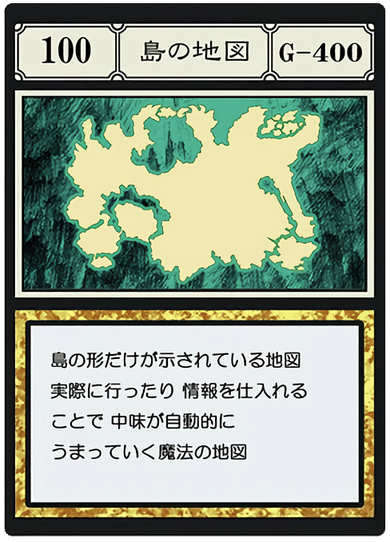 100 島の地図 G-400
島の形だけが示されている地図
実際に行ったり 情報を仕入れる
ことで 中味が自動的に
うまっていく魔法の地図